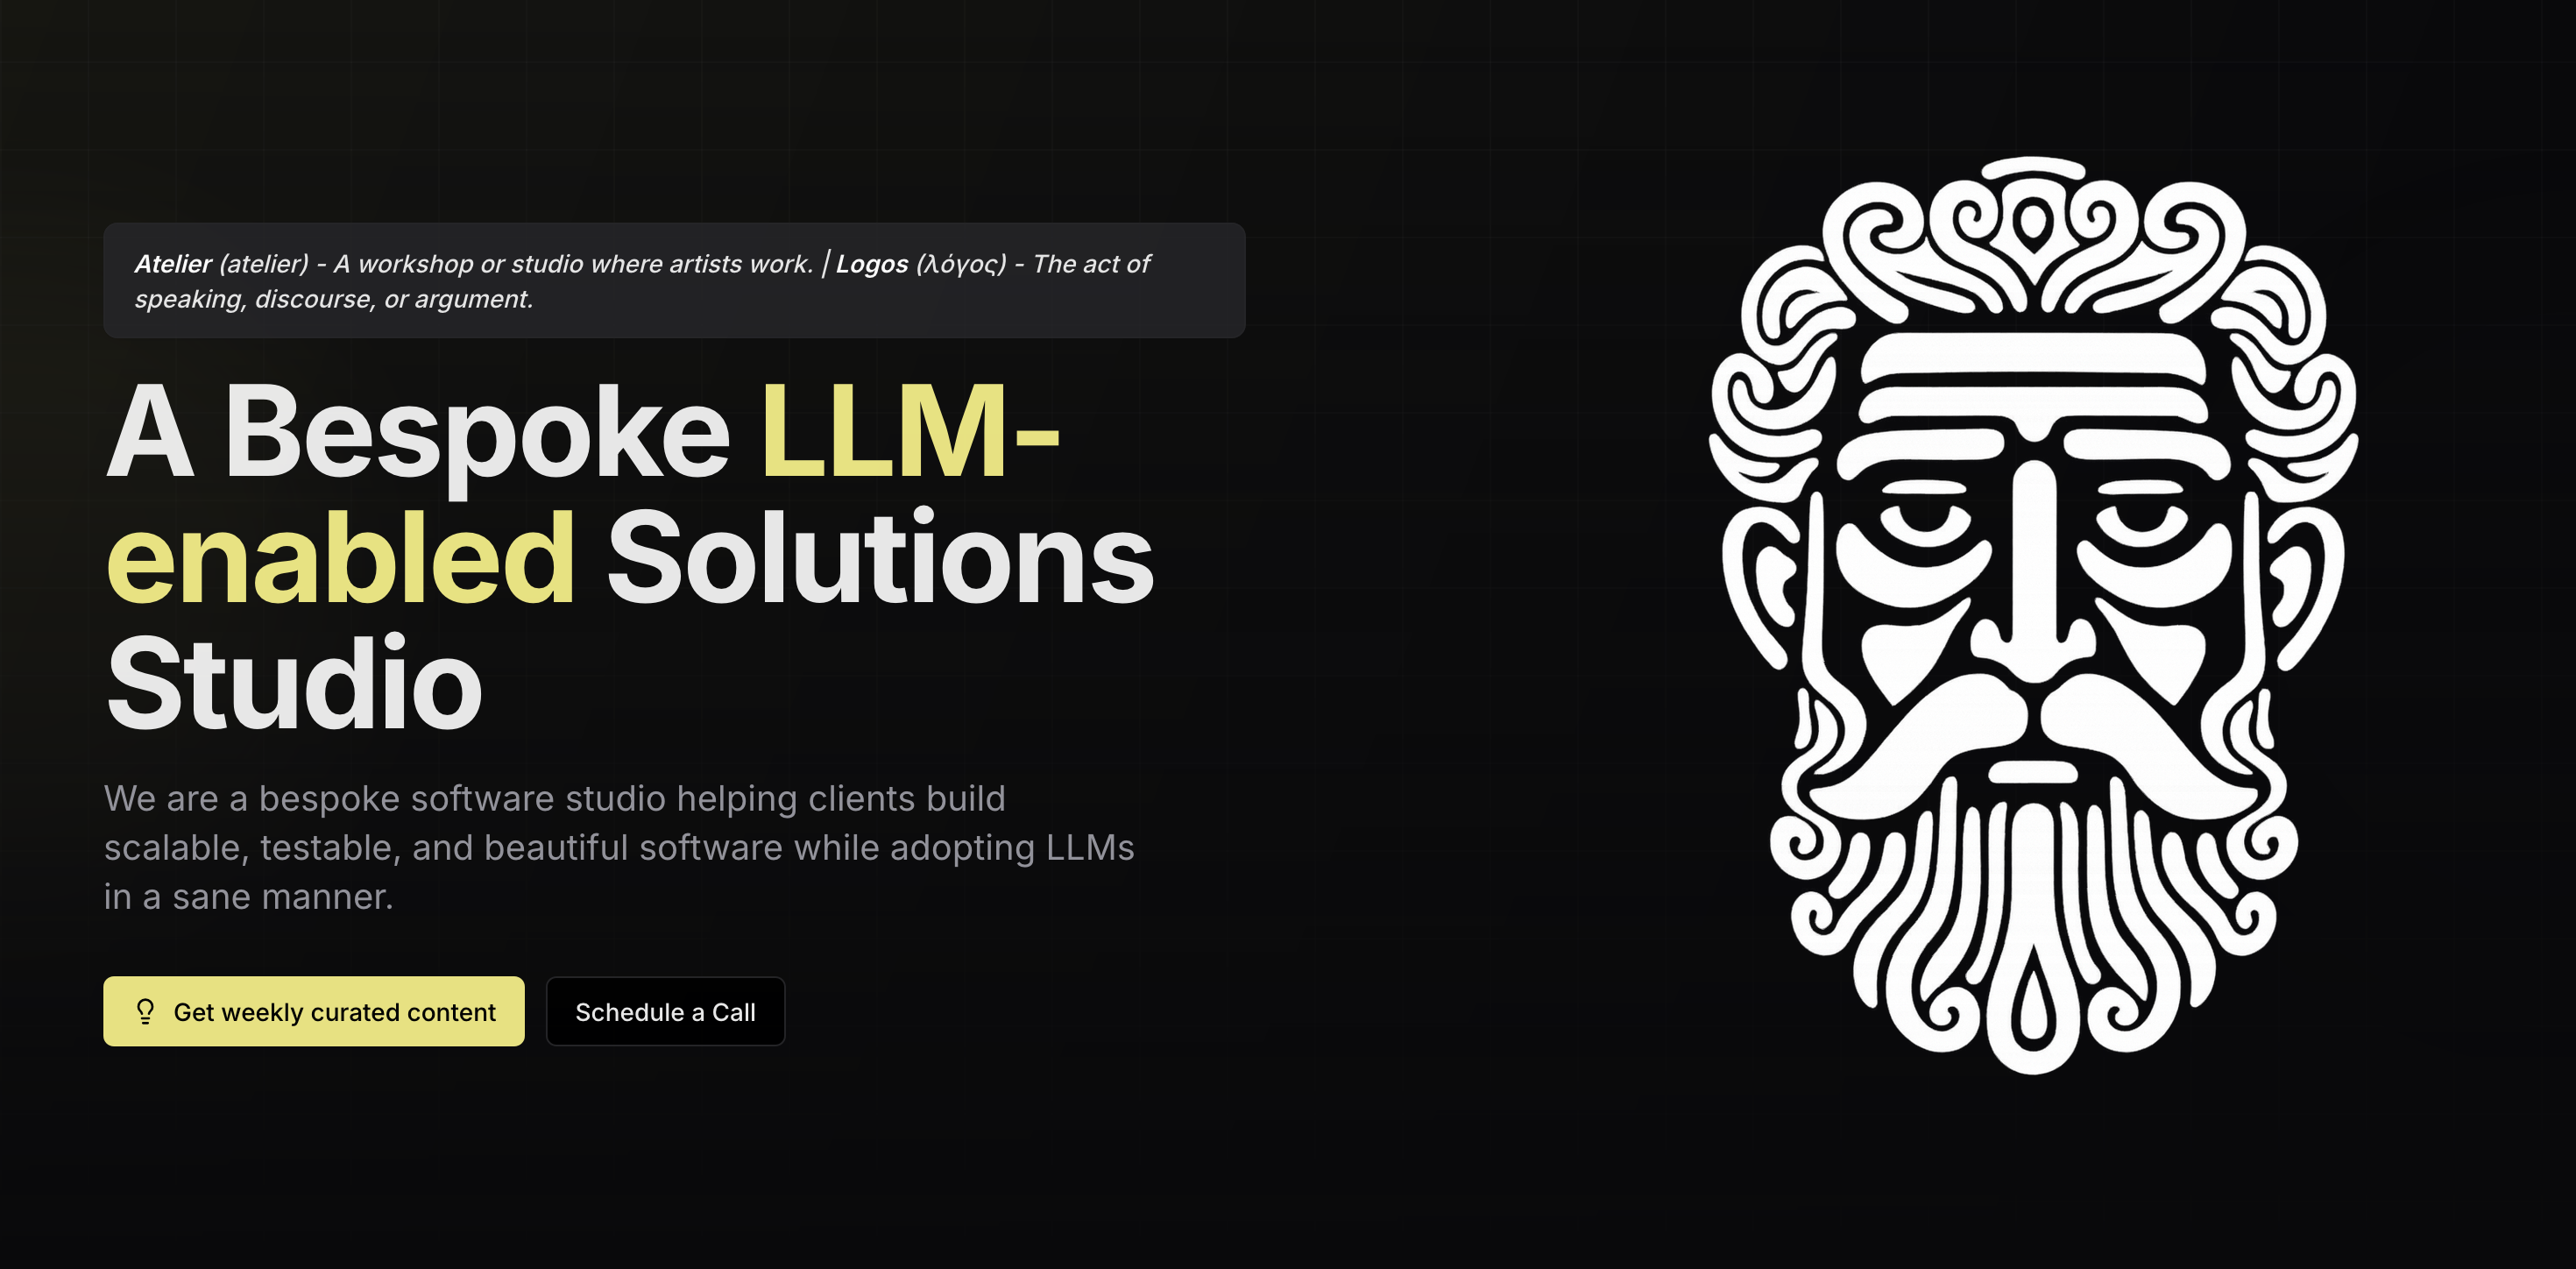 Atelier (atelier) - A workshop or studio where artists work. | Logos (λόγος) - The act of
speaking, discourse, or argument.
A Bespoke LLM-
enabled Solutions
Studio
We are a bespoke software studio helping clients build
scalable, testable, and beautiful software while adopting LLMs
in a sane manner.
Get weekly curated content
Schedule a Call